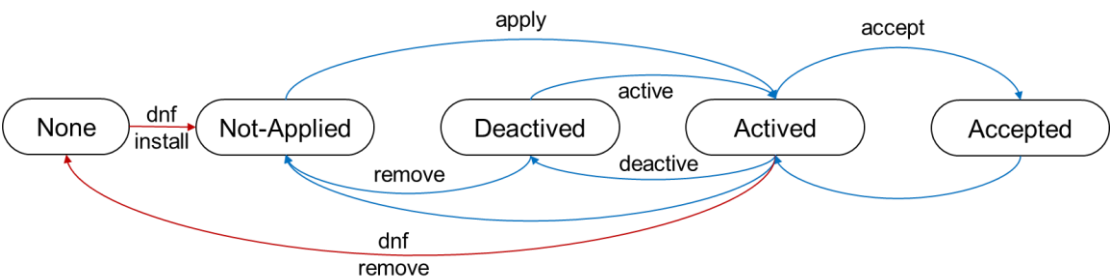 apply
accept
active
dnf
install
None
Not-Applied
Deactived
Actived
Accepted
remove
deactive
dnf
remove